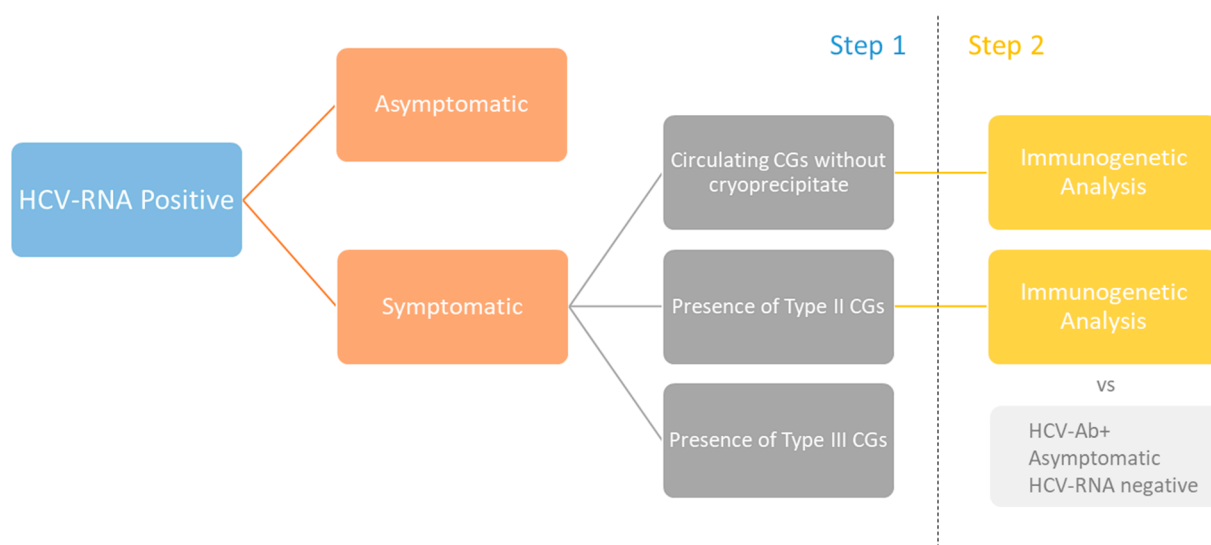 Step 1
Step 2
Asymptomatic
HCV-RNA Positive
Symptomatic
Circulating CGs without
cryoprecipitate
Presence of Type II CGs
Presence of Type III CGs
Immunogenetic
Analysis
Immunogenetic
Analysis
vs
HCV-Ab+
Asymptomatic
HCV-RNA negative